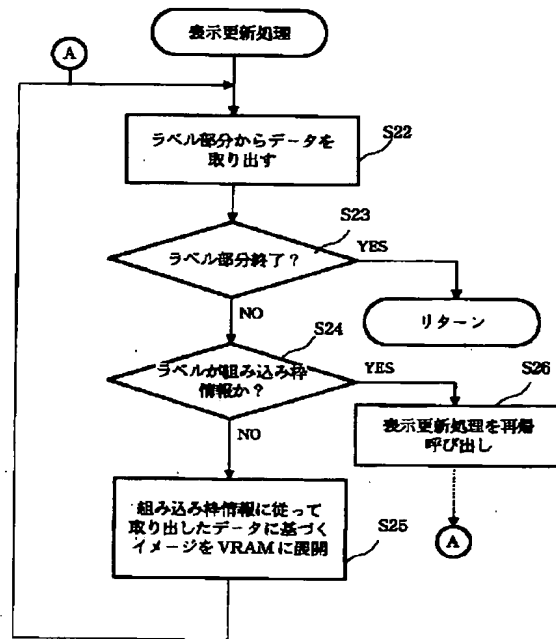 表示更新処理
A
ラベル部分からデータを
取り出す
S22
ラベル部分終了？
S23
YES
リターン
NO
ラベルが組み込み枠
情報か？
S24
YES
表示更新処理を再帰
呼び出し
S26
NO
組み込み枠情報に従って
取り出したデータに基づく
イメージをVRAMに展開
S25
A